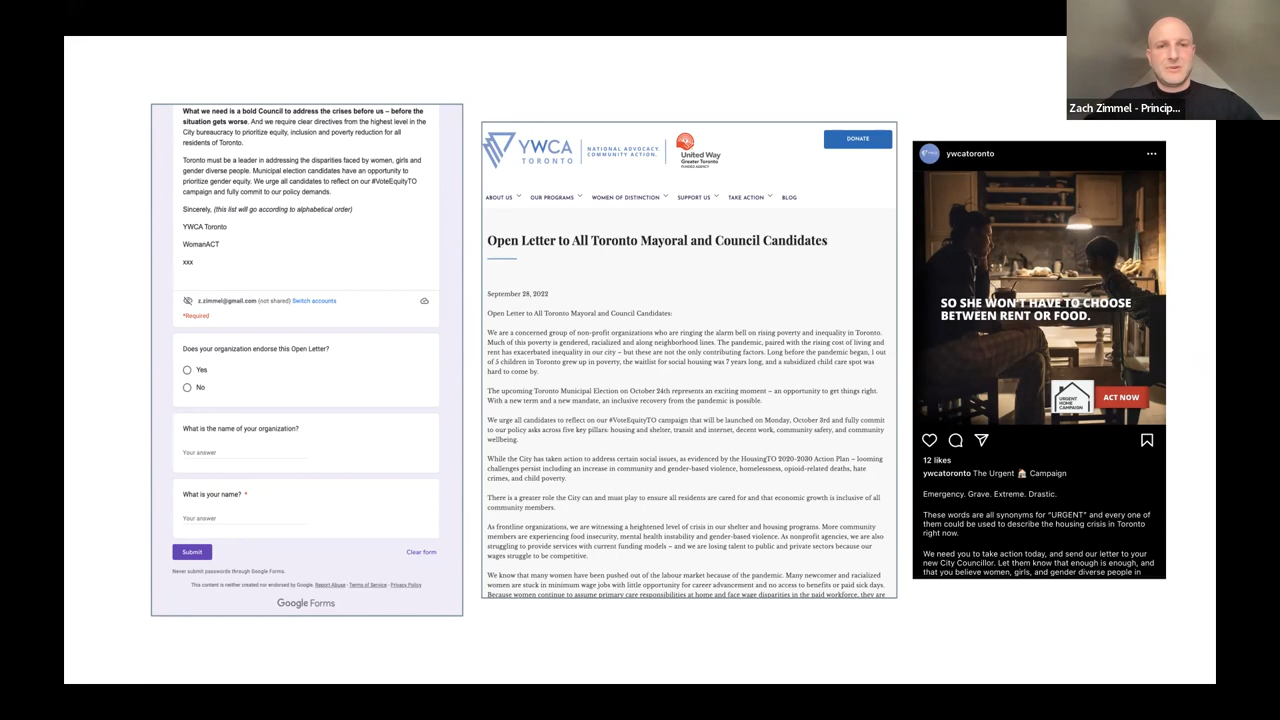 What we need is a bold Council to address the crises before us – before the
situation gets worse. And we require clear directives from the highest level in the
City bureaucracy to prioritize equity, inclusion and poverty reduction for all
residents of Toronto.
Toronto must be a leader in addressing the disparities faced by women, girls and
gender diverse people. Municipal election candidates have an opportunity to
prioritize gender equity. We urge all candidates to reflect on our #VoteEquityTO
campaign and fully commit to our policy demands.
Sincerely, (this list will go according to alphabetical order)
YWCA Toronto
WomanACT
xxx
z.zimmel@gmail.com (not shared) Switch accounts
*Required
Does your organization endorse this Open Letter?
Yes
No
What is the name of your organization?
Your answer
What is your name? *
Your answer
Submit
Clear form
Never submit passwords through Google Forms.
This content is neither created nor endorsed by Google. Report Abuse - Terms of Service - Privacy Policy
Google Forms
YWCA
TORONTO
NATIONAL ADVOCACY.
COMMUNITY ACTION.
United Way
Greater Toronto
FUNDED AGENCY
DONATE
ABOUT US
OUR PROGRAMS
WOMEN OF DISTINCTION
SUPPORT US
TAKE ACTION
BLOG
Open Letter to All Toronto Mayoral and Council Candidates
September 28, 2022
Open Letter to All Toronto Mayoral and Council Candidates:
We are a concerned group of non-profit organizations who are ringing the alarm bell on rising poverty and inequality in Toronto.
Much of this poverty is gendered, racialized and along neighborhood lines. The pandemic, paired with the rising cost of living and
rent has exacerbated inequality in our city – but these are not the only contributing factors. Long before the pandemic began, 1 out
of 5 children in Toronto grew up in poverty, the waitlist for social housing was 7 years long, and a subsidized child care spot was
hard to come by.
The upcoming Toronto Municipal Election on October 24th represents an exciting moment – an opportunity to get things right.
With a new term and a new mandate, an inclusive recovery from the pandemic is possible.
We urge all candidates to reflect on our #VoteEquityTO campaign that will be launched on Monday, October 3rd and fully commit
to our policy asks across five key pillars: housing and shelter, transit and internet, decent work, community safety, and community
wellbeing.
While the City has taken action to address certain social issues, as evidenced by the HousingTO 2020-2030 Action Plan – looming
challenges persist including an increase in community and gender-based violence, homelessness, opioid-related deaths, hate
crimes, and child poverty.
There is a greater role the City can and must play to ensure all residents are cared for and that economic growth is inclusive of all
community members.
As frontline organizations, we are witnessing a heightened level of crisis in our shelter and housing programs. More community
members are experiencing food insecurity, mental health instability and gender-based violence. As nonprofit agencies, we are also
struggling to provide services with current funding models – and we are losing talent to public and private sectors because our
wages struggle to be competitive.
We know that many women have been pushed out of the labour market because of the pandemic. Many newcomer and racialized
women are stuck in minimum wage jobs with little opportunity for career advancement and no access to benefits or paid sick days.
Because women continue to assume primary care responsibilities at home and face wage disparities in the paid workforce, they are
ywcatoronto
SO SHE WON'T HAVE TO CHOOSE
BETWEEN RENT OR FOOD.
URGENT
HOME
CAMPAIGN
ACT NOW
12 likes
ywcatoronto The Urgent 🏠 Campaign
Emergency. Grave. Extreme. Drastic.
These words are all synonyms for "URGENT" and every one of
them could be used to describe the housing crisis in Toronto
right now.
We need you to take action today, and send our letter to your
new City Councillor. Let them know that enough is enough, and
that you believe women, girls, and gender diverse people in
Zach Zimmel - Princip...